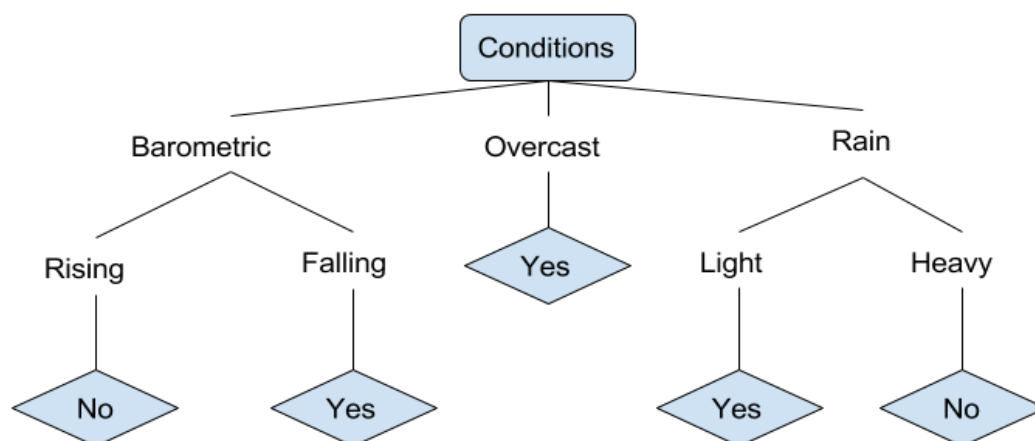 Conditions
Barometric
Overcast
Rain
Rising
Falling
Yes
Light
Heavy
No
Yes
Yes
No